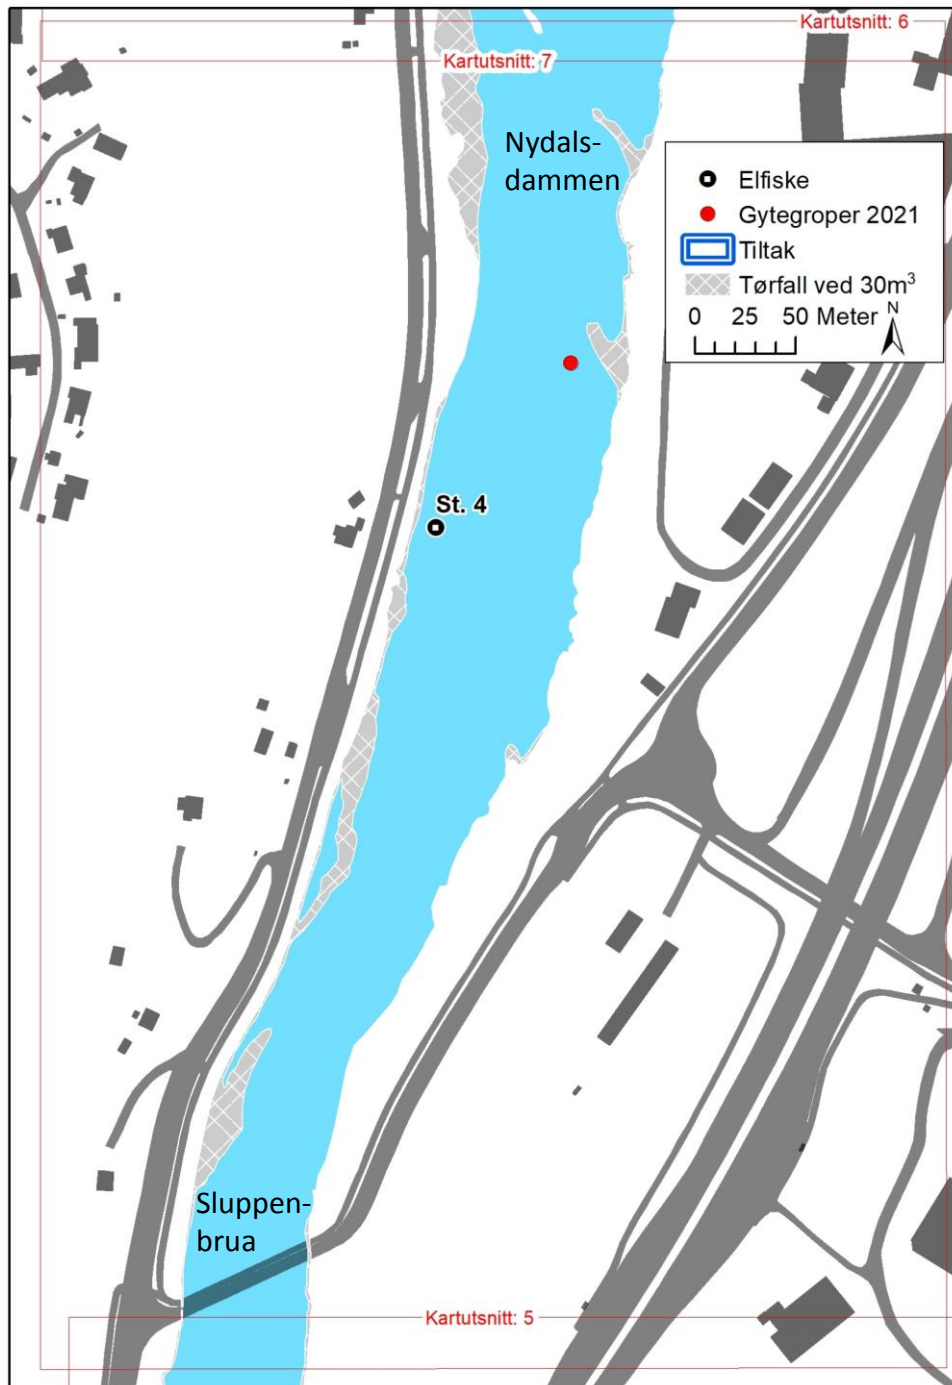 Kartutsnitt: 6
Kartutsnitt: 7
Nydals-
dammen
Elfiske
Gytegroper 2021
Tiltak
Tørfall ved 30m³
0 25 50 Meter
N
St. 4
Sluppen-
brua
Kartutsnitt: 5